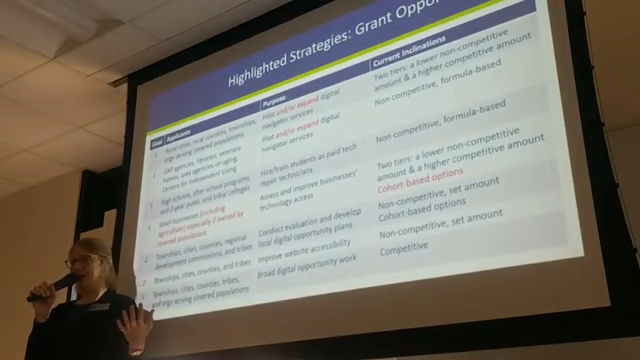 Highlighted Strategies: Grant Oppor
Goal Applicants Purpose Current Inclinations
1 Rural cities, rural counties, townships,
orgs serving covered populations
Pilot and/or expand digital
navigator services
Two tiers: a lower non-competitive
amount & a higher competitive amount
1 CAP agencies, libraries, veterans
homes, area agencies on aging,
Centers for Independent Living
Pilot and/or expand digital
navigator services
Non competitive, formula-based
1 High schools, after school programs,
and 2-year public and tribal colleges
Hire/train students as paid tech
repair technicians
Non-competitive, formula-based
1 Small businesses (including
agriculture) especially if owned by
covered populations
Assess and improve businesses'
technology access
Two tiers: a lower non-competitive
amount & a higher competitive amount
Cohort-based options
2 Townships, cities, counties, regional
development commissions, and tribes
Conduct evaluation and develop
local digital opportunity plans
Non-competitive, set amount
Cohort-based options
Townships, cities, counties, and tribes
Improve website accessibility
Non-competitive, set amount
Townships, cities, counties, tribes,
and orgs serving covered populations
Broad digital opportunity work
Competitive